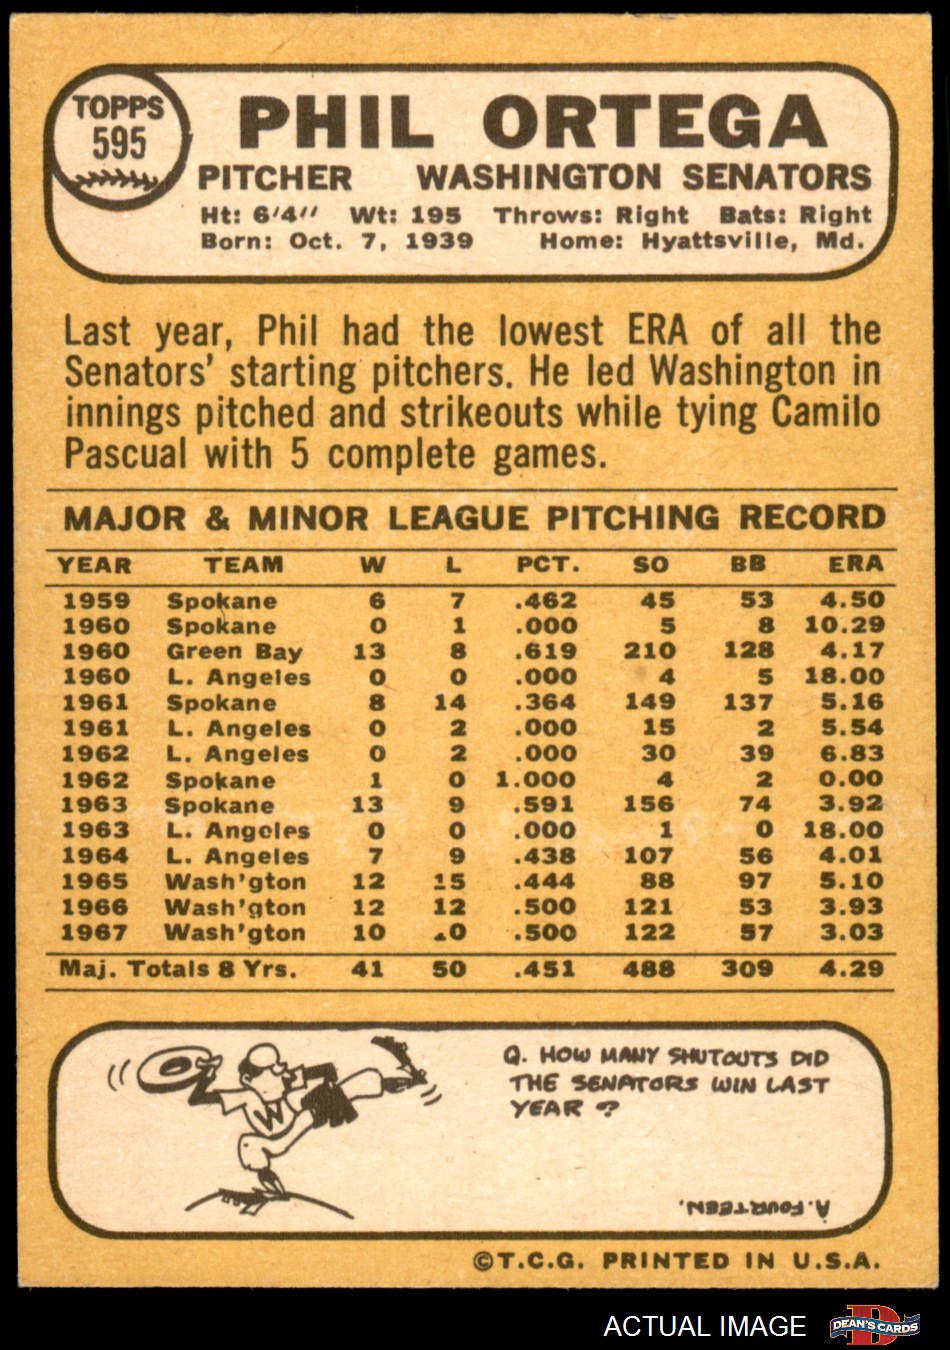 TOPPS
595
PHIL ORTEGA
PITCHER WASHINGTON SENATORS
Ht: 6'4" Wt: 195 Throws: Right Bats: Right
Born: Oct. 7, 1939 Home: Hyattsville, Md.
Last year, Phil had the lowest ERA of all the
Senators' starting pitchers. He led Washington in
innings pitched and strikeouts while tying Camilo
Pascual with 5 complete games.
MAJOR & MINOR LEAGUE PITCHING RECORD
YEAR TEAM W L PCT. SO BB ERA
1959 Spokane 6 7 .462 45 53 4.50
1960 Spokane 0 1 .000 5 8 10.29
1960 Green Bay 13 8 .619 210 128 4.17
1960 L. Angeles 0 0 .000 4 5 18.00
1961 Spokane 8 14 .364 149 137 5.16
1961 L. Angeles 0 2 .000 15 2 5.54
1962 L. Angeles 0 2 .000 30 39 6.83
1962 Spokane 1 0 1.000 4 2 0.00
1963 Spokane 13 9 .591 156 74 3.92
1963 L. Angeles 0 0 .000 1 0 18.00
1964 L. Angeles 7 9 .438 107 56 4.01
1965 Wash'gton 12 15 .444 88 97 5.10
1966 Wash'gton 12 12 .500 121 53 3.93
1967 Wash'gton 10 10 .500 122 57 3.03
Maj. Totals 8 Yrs. 41 50 .451 488 309 4.29
W
Q. HOW MANY SHUTOUTS DID
THE SENATORS WIN LAST
YEAR ?
A. FOURTEEN.
©T.C.G. PRINTED IN U.S.A.
ACTUAL IMAGE
D
DEAN'S CARDS